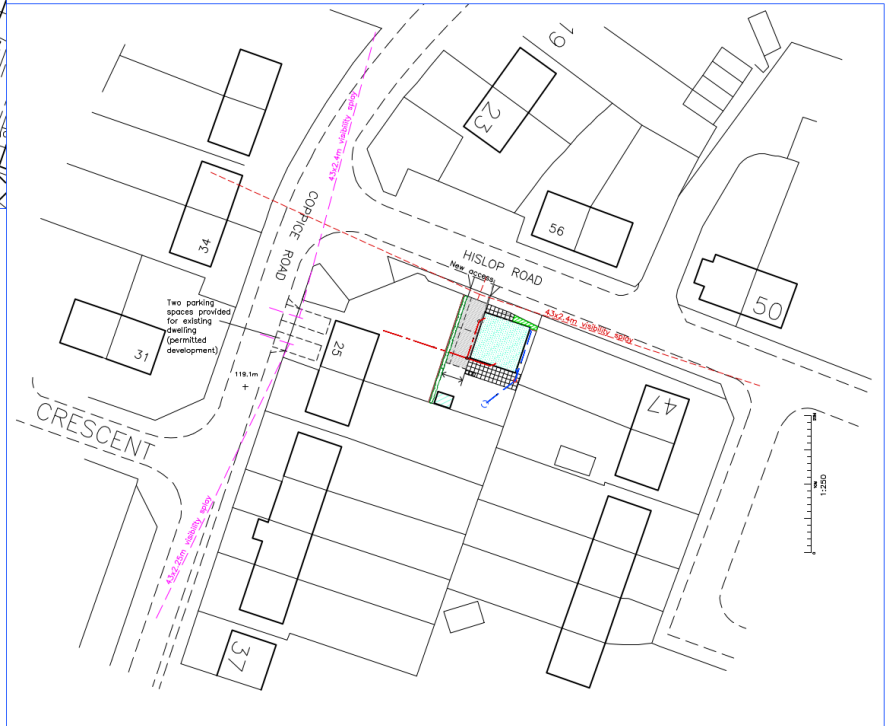 19
23
43x2.4m visibility splay
COPPICE ROAD
34
56
HISLOP ROAD
New access
50
43x2.4m visibility splay
Two parking
spaces provided
for existing
dwelling
(permitted
development)
31
25
119.1m
47
CRESCENT
1:250
43x2.25m visibility splay
37